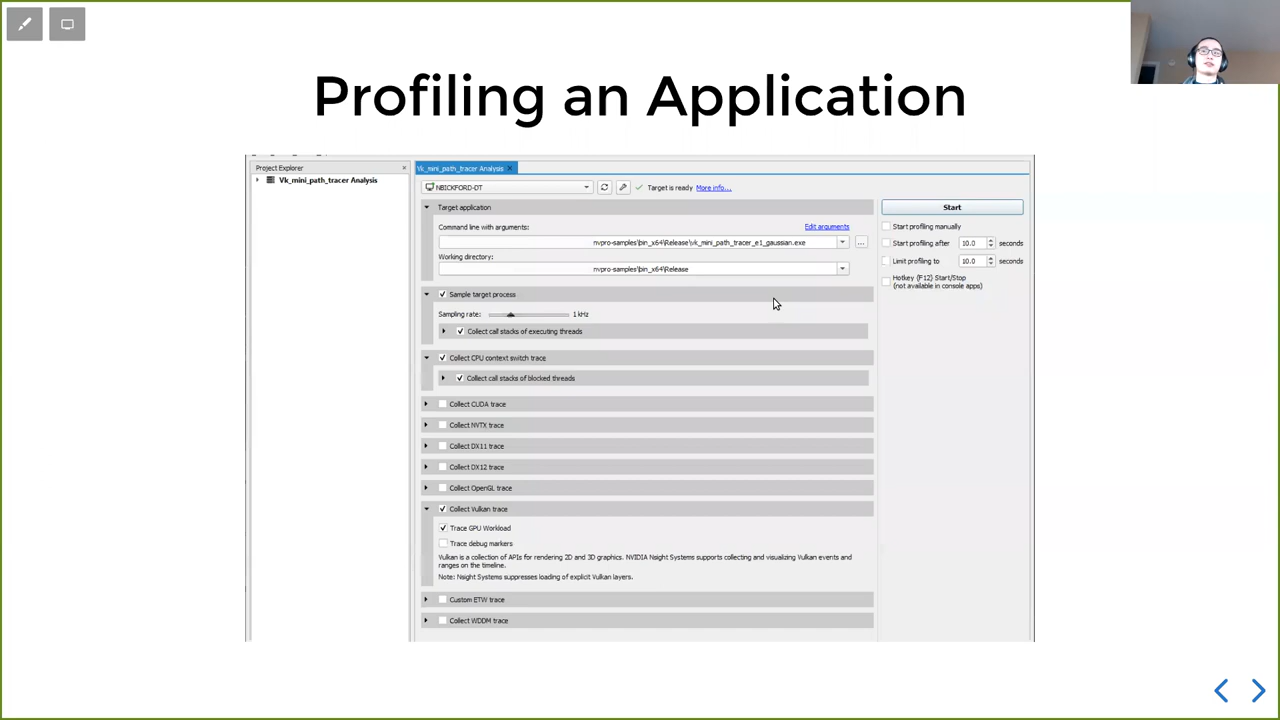 Profiling an Application
Project Explorer
Vk_mini_path_tracer Analysis
Vk_mini_path_tracer Analysis
NBICKFORD-DT
Target is ready More info...
Target application
Command line with arguments:
Edit arguments
nvpro-samples\bin_x64\Release\vk_mini_path_tracer_e1_gaussian.exe
...
Working directory:
nvpro-samples\bin_x64\Release
Sample target process
Sampling rate:
1 kHz
Collect call stacks of executing threads
Collect CPU context switch trace
Collect call stacks of blocked threads
Collect CUDA trace
Collect NVTX trace
Collect DX11 trace
Collect DX12 trace
Collect OpenGL trace
Collect Vulkan trace
Trace GPU Workload
Trace debug markers
Vulkan is a collection of APIs for rendering 2D and 3D graphics. NVIDIA Nsight Systems supports collecting and visualizing Vulkan events and
ranges on the timeline.
Note: Nsight Systems suppresses loading of explicit Vulkan layers.
Custom ETW trace
Collect WDDM trace
Start
Start profiling manually
Start profiling after 10.0 seconds
Limit profiling to 10.0 seconds
Hotkey (F12) Start/Stop
(not available in console apps)